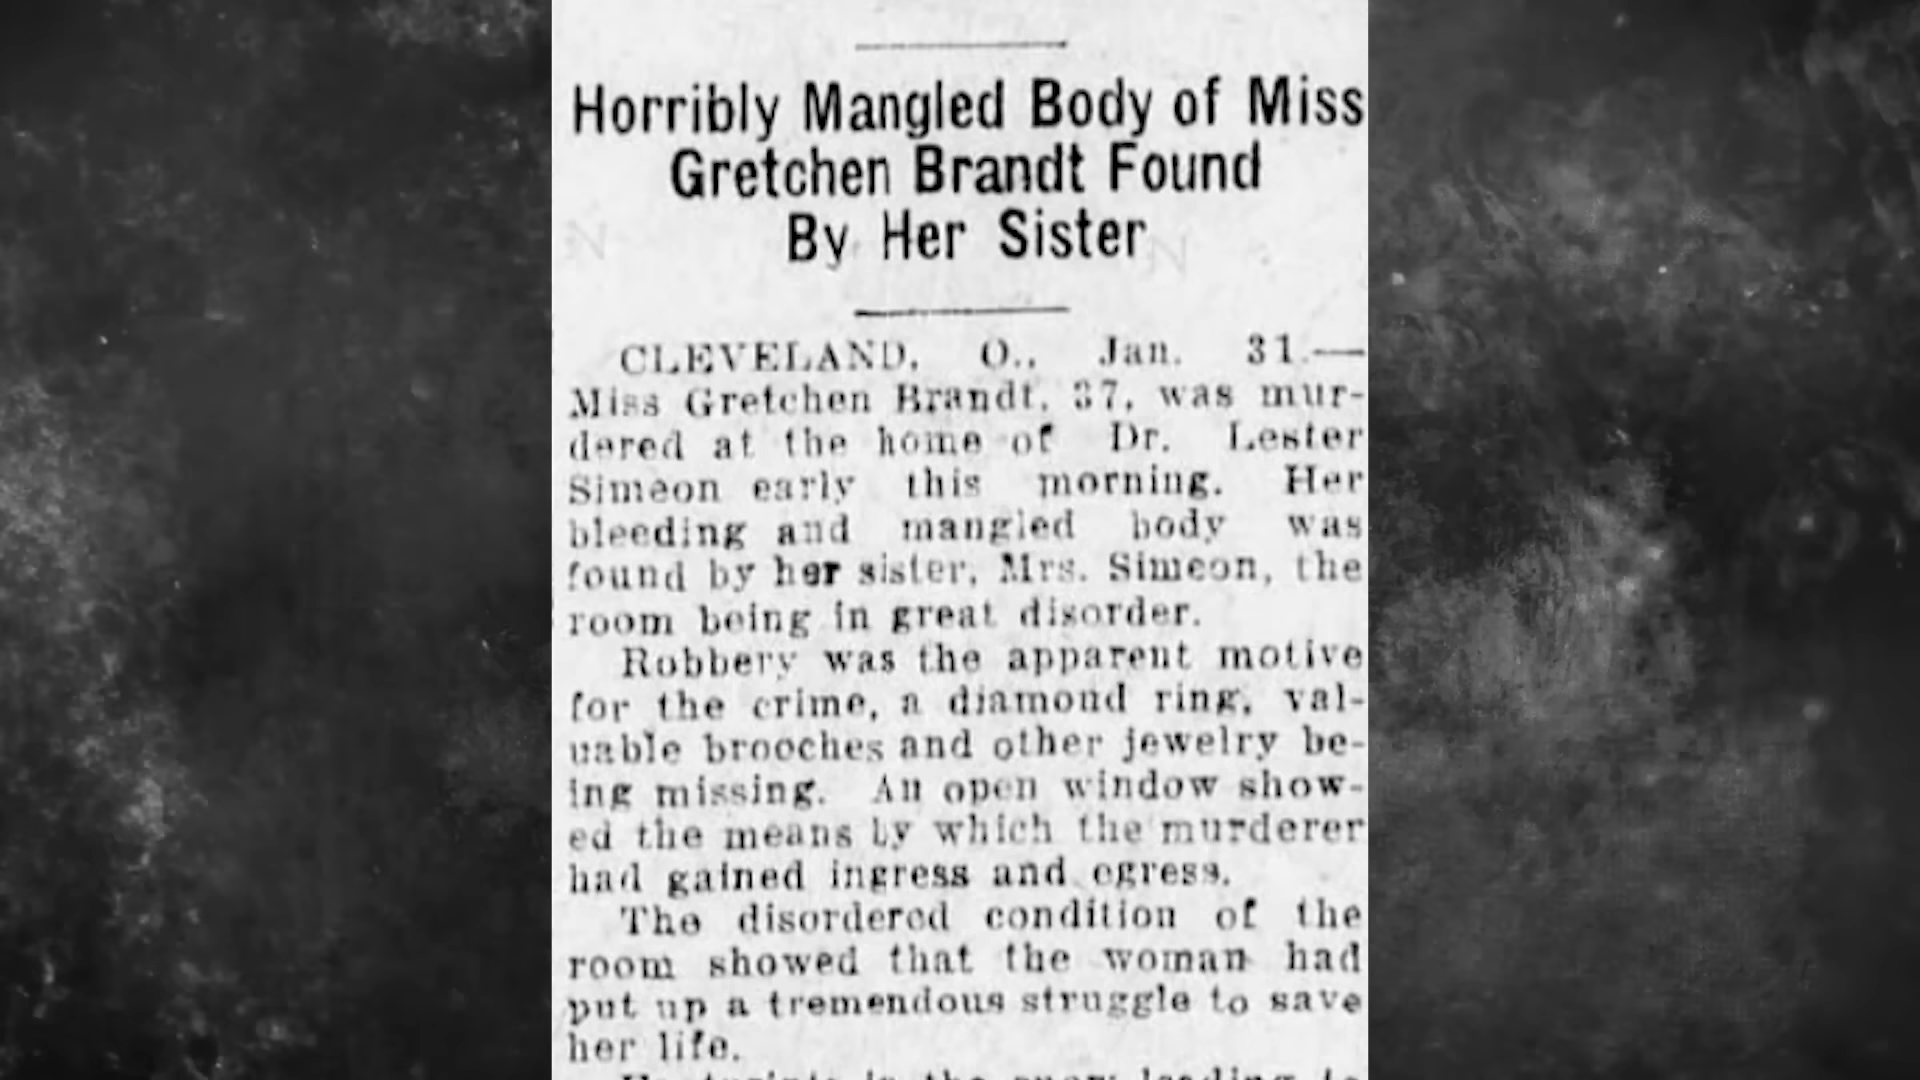 Horribly Mangled Body of Miss
Gretchen Brandt Found
By Her Sister
CLEVELAND, O., Jan. 31.—
Miss Gretchen Brandt, 37, was mur-
dered at the home of Dr. Lester
Simeon early this morning. Her
bleeding and mangled body was
found by her sister, Mrs. Simeon, the
room being in great disorder.
Robbery was the apparent motive
for the crime, a diamond ring, val-
uable brooches and other jewelry be-
ing missing. An open window show-
ed the means by which the murderer
had gained ingress and egress.
The disordered condition of the
room showed that the woman had
put up a tremendous struggle to save
her life.